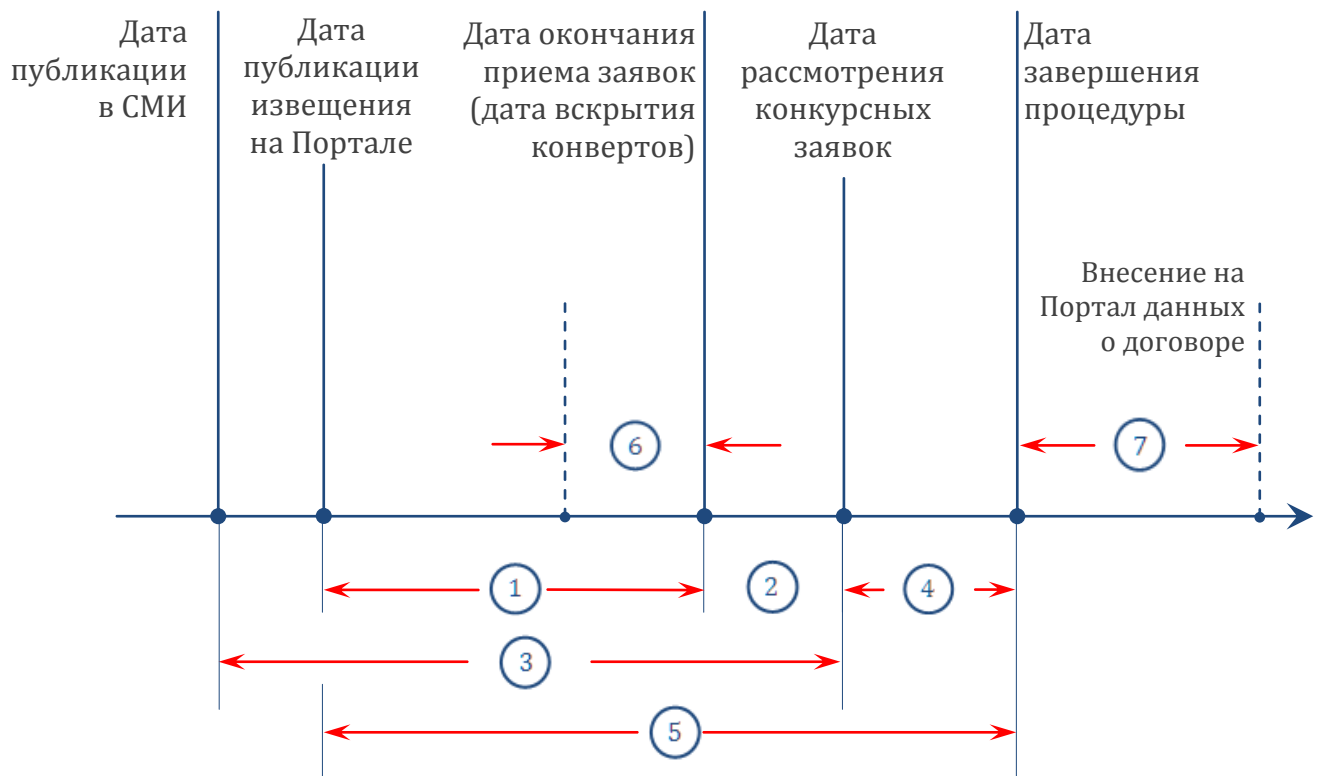 Дата
публикации
в СМИ
Дата
публикации
извещения
на Портале
Дата окончания
приема заявок
(дата вскрытия
конвертов)
Дата
рассмотрения
конкурсных
заявок
Дата
завершения
процедуры
Внесение на
Портал данных
о договоре
6
7
1
2
4
3
5